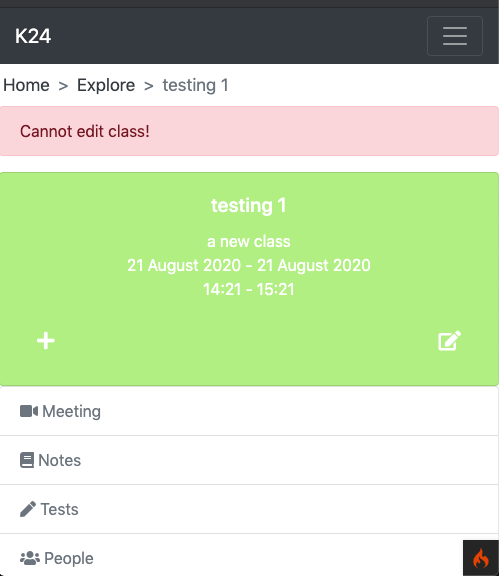 K24
Home > Explore > testing 1
Cannot edit class!
testing 1
a new class
21 August 2020 - 21 August 2020
14:21 - 15:21
Meeting
Notes
Tests
People